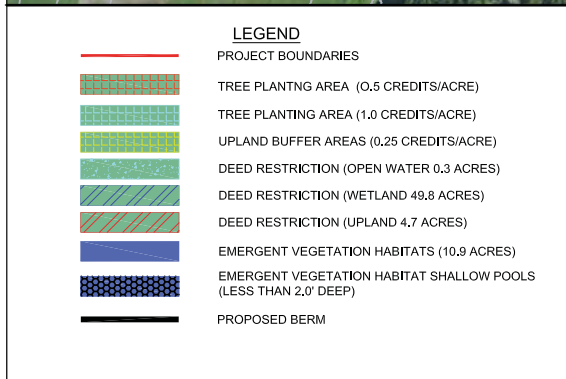 LEGEND
PROJECT BOUNDARIES
TREE PLANTNG AREA (O.5 CREDITS/ACRE)
TREE PLANTING AREA (1.0 CREDITS/ACRE)
UPLAND BUFFER AREAS (0.25 CREDITS/ACRE)
DEED RESTRICTION (OPEN WATER 0.3 ACRES)
DEED RESTRICTION (WETLAND 49.8 ACRES)
DEED RESTRICTION (UPLAND 4.7 ACRES)
EMERGENT VEGETATION HABITATS (10.9 ACRES)
EMERGENT VEGETATION HABITAT SHALLOW POOLS
(LESS THAN 2.0' DEEP)
PROPOSED BERM